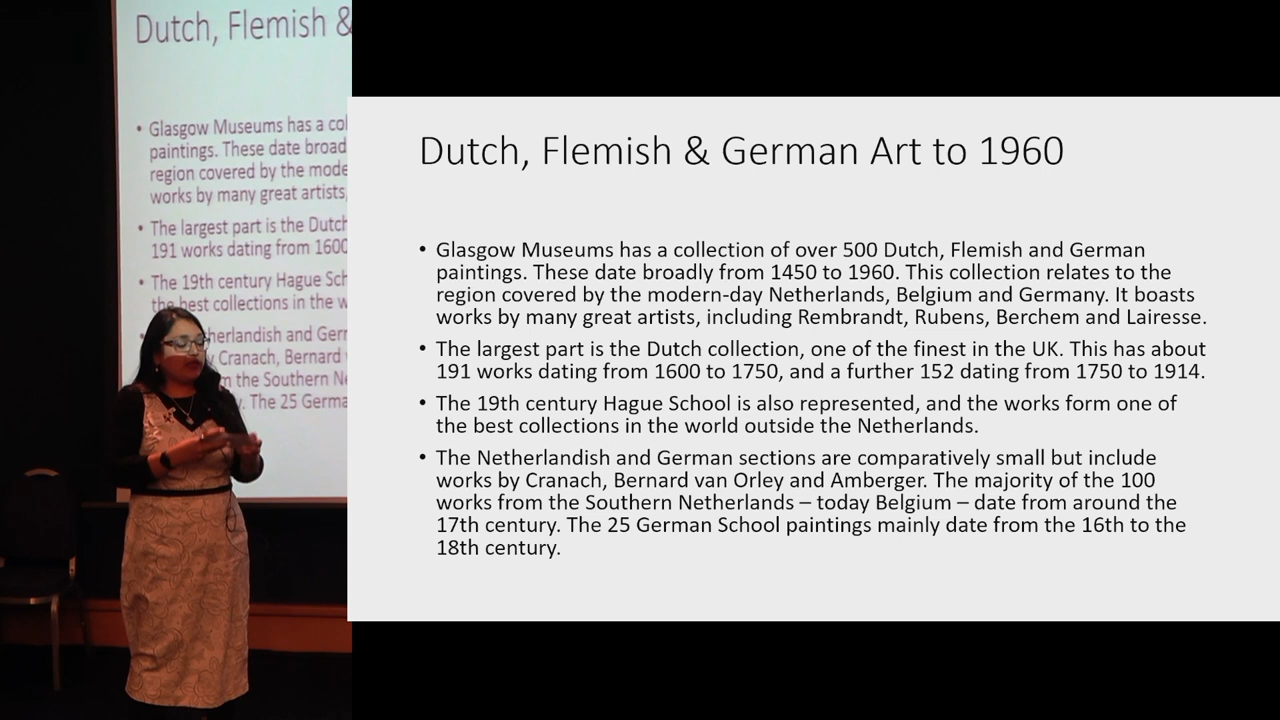 Dutch, Flemish &
• Glasgow Museums has a col
paintings. These date broad
region covered by the mode
works by many great artists,
• The largest part is the Dutch
191 works dating from 1600
• The 19th century Hague Sch
the best collections in the w
herlandish and Gern
Cranach, Bernard
m the Southern Ne
The 25 Germa
Dutch, Flemish & German Art to 1960
• Glasgow Museums has a collection of over 500 Dutch, Flemish and German
paintings. These date broadly from 1450 to 1960. This collection relates to the
region covered by the modern-day Netherlands, Belgium and Germany. It boasts
works by many great artists, including Rembrandt, Rubens, Berchem and Lairesse.
• The largest part is the Dutch collection, one of the finest in the UK. This has about
191 works dating from 1600 to 1750, and a further 152 dating from 1750 to 1914.
• The 19th century Hague School is also represented, and the works form one of
the best collections in the world outside the Netherlands.
• The Netherlandish and German sections are comparatively small but include
works by Cranach, Bernard van Orley and Amberger. The majority of the 100
works from the Southern Netherlands – today Belgium – date from around the
17th century. The 25 German School paintings mainly date from the 16th to the
18th century.